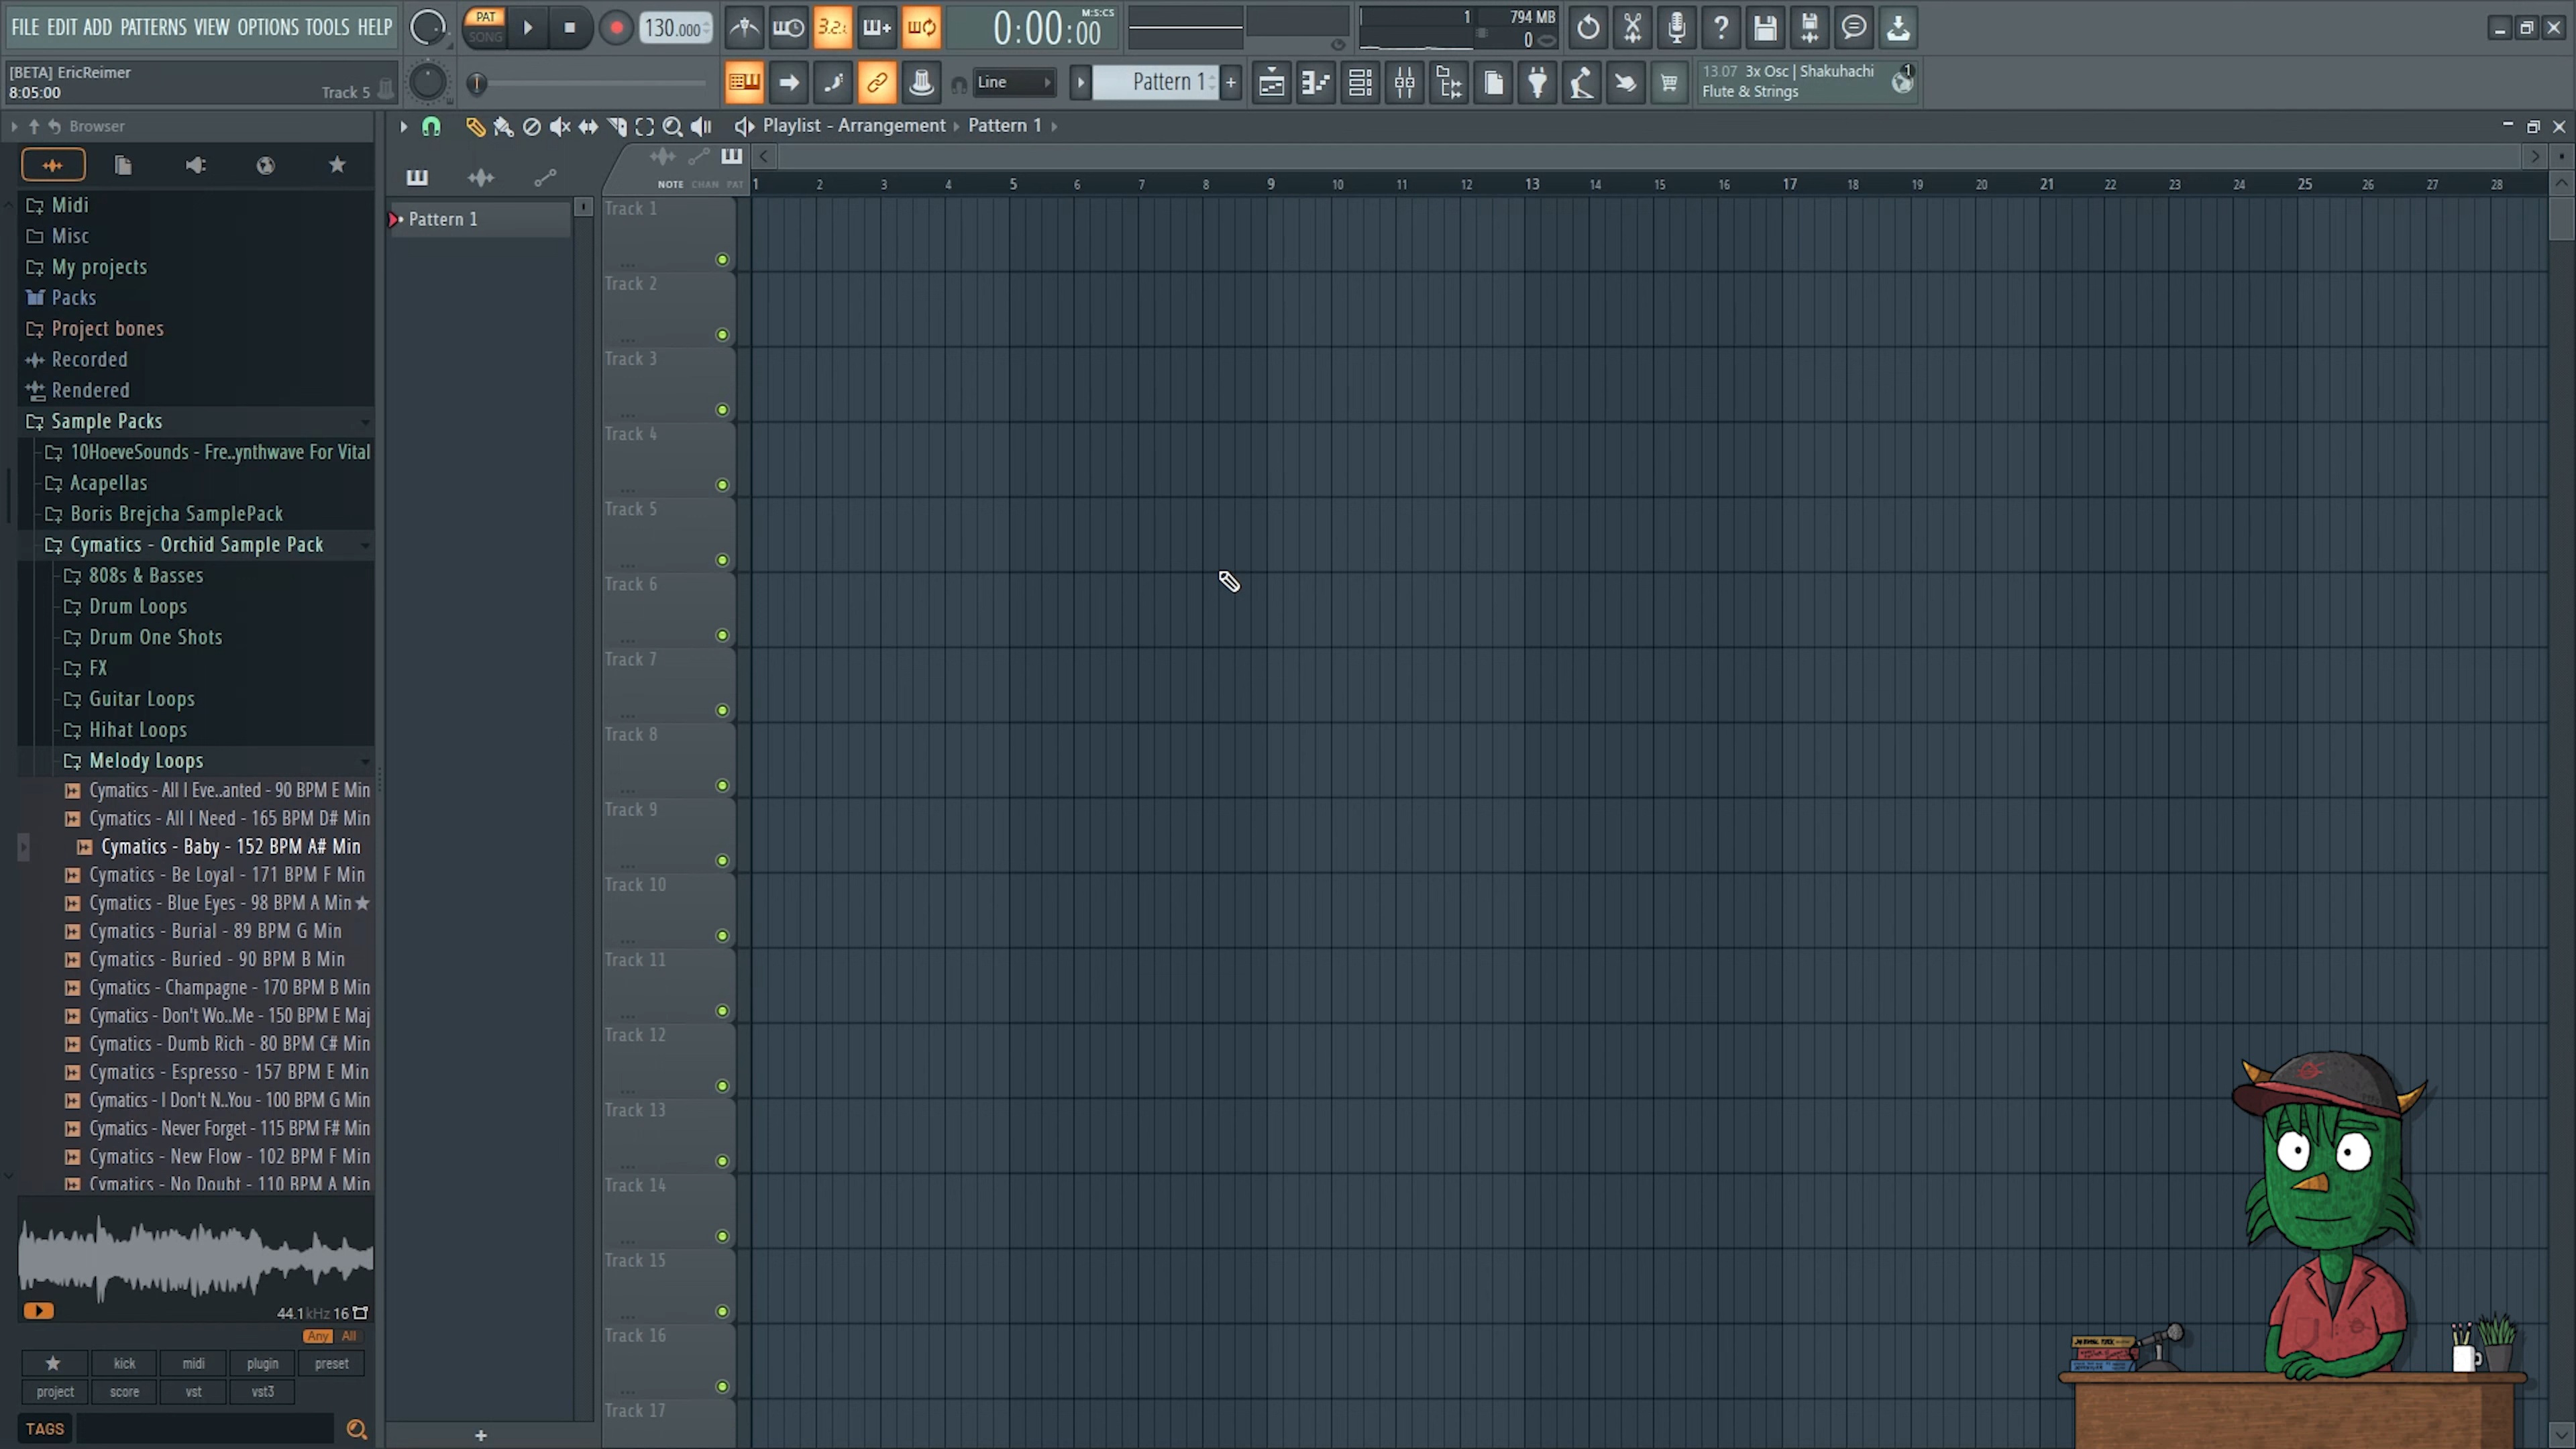 FILE EDIT ADD PATTERNS VIEW OPTIONS TOOLS HELP
PAT
SONG
130.000
3.2.
0:00:00
M:S:CS
1
794 MB
0
[BETA] EricReimer
8:05:00
Track 5
Line
Pattern 1
+
13.07 3x Osc | Shakuhachi
Flute & Strings
1
Browser
Playlist - Arrangement
Pattern 1
NOTE CHAN PAT
1 2 3 4 5 6 7 8 9 10 11 12 13 14 15 16 17 18 19 20 21 22 23 24 25 26 27 28
Midi
Misc
My projects
Packs
Project bones
Recorded
Rendered
Sample Packs
10HoeveSounds - Fre..ynthwave For Vital
Acapellas
Boris Brejcha SamplePack
Cymatics - Orchid Sample Pack
808s & Basses
Drum Loops
Drum One Shots
FX
Guitar Loops
Hihat Loops
Melody Loops
Cymatics - All I Eve..anted - 90 BPM E Min
Cymatics - All I Need - 165 BPM D# Min
Cymatics - Baby - 152 BPM A# Min
Cymatics - Be Loyal - 171 BPM F Min
Cymatics - Blue Eyes - 98 BPM A Min
Cymatics - Burial - 89 BPM G Min
Cymatics - Buried - 90 BPM B Min
Cymatics - Champagne - 170 BPM B Min
Cymatics - Don't Wo..Me - 150 BPM E Maj
Cymatics - Dumb Rich - 80 BPM C# Min
Cymatics - Espresso - 157 BPM E Min
Cymatics - I Don't N..You - 100 BPM G Min
Cymatics - Never Forget - 115 BPM F# Min
Cymatics - New Flow - 102 BPM F Min
Cymatics - No Doubt - 110 BPM A Min
44.1kHz 16
Any All
kick midi plugin preset
project score vst vst3
TAGS
Pattern 1
+
Track 1
Track 2
Track 3
Track 4
Track 5
Track 6
Track 7
Track 8
Track 9
Track 10
Track 11
Track 12
Track 13
Track 14
Track 15
Track 16
Track 17